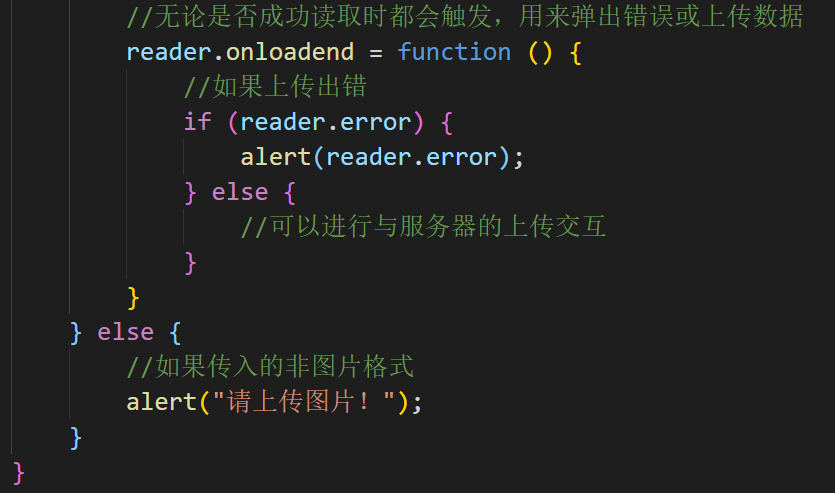 //无论是否成功读取时都会触发，用来弹出错误或上传数据
reader.onloadend = function () {
//如果上传出错
if (reader.error) {
alert(reader.error);
} else {
//可以进行与服务器的上传交互
}
}
} else {
//如果传入的非图片格式
alert("请上传图片！");
}
}